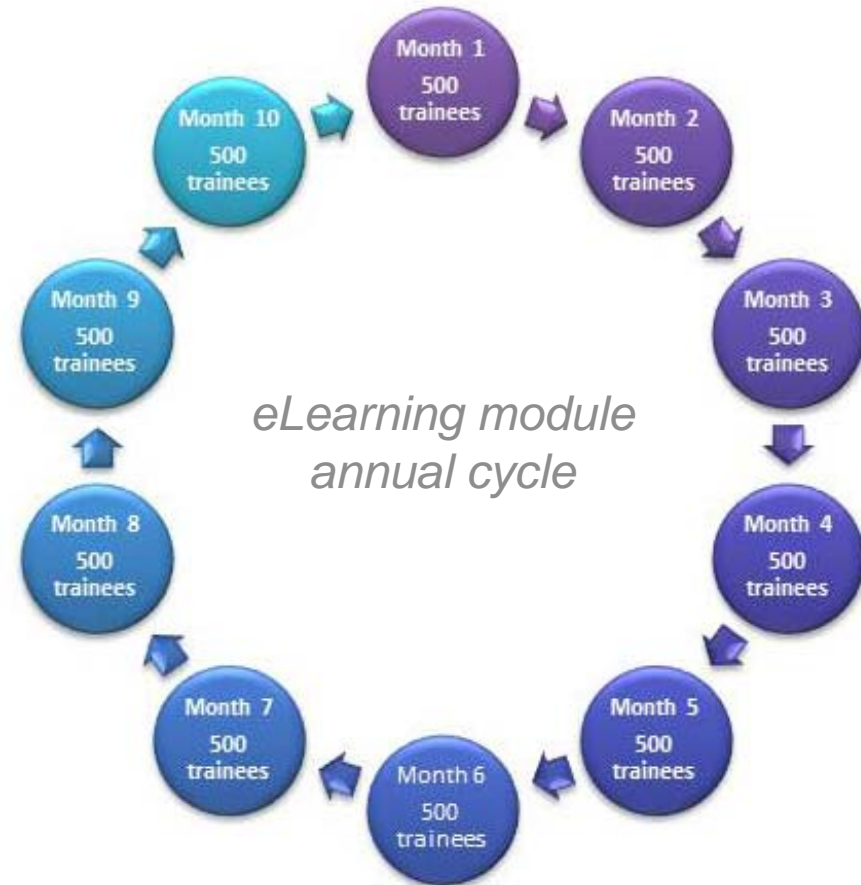 Month 1
500
trainees
Month 2
500
trainees
Month 3
500
trainees
Month 4
500
trainees
Month 5
500
trainees
Month 6
500
trainees
Month 7
500
trainees
Month 8
500
trainees
Month 9
500
trainees
Month 10
500
trainees
eLearning module
annual cycle